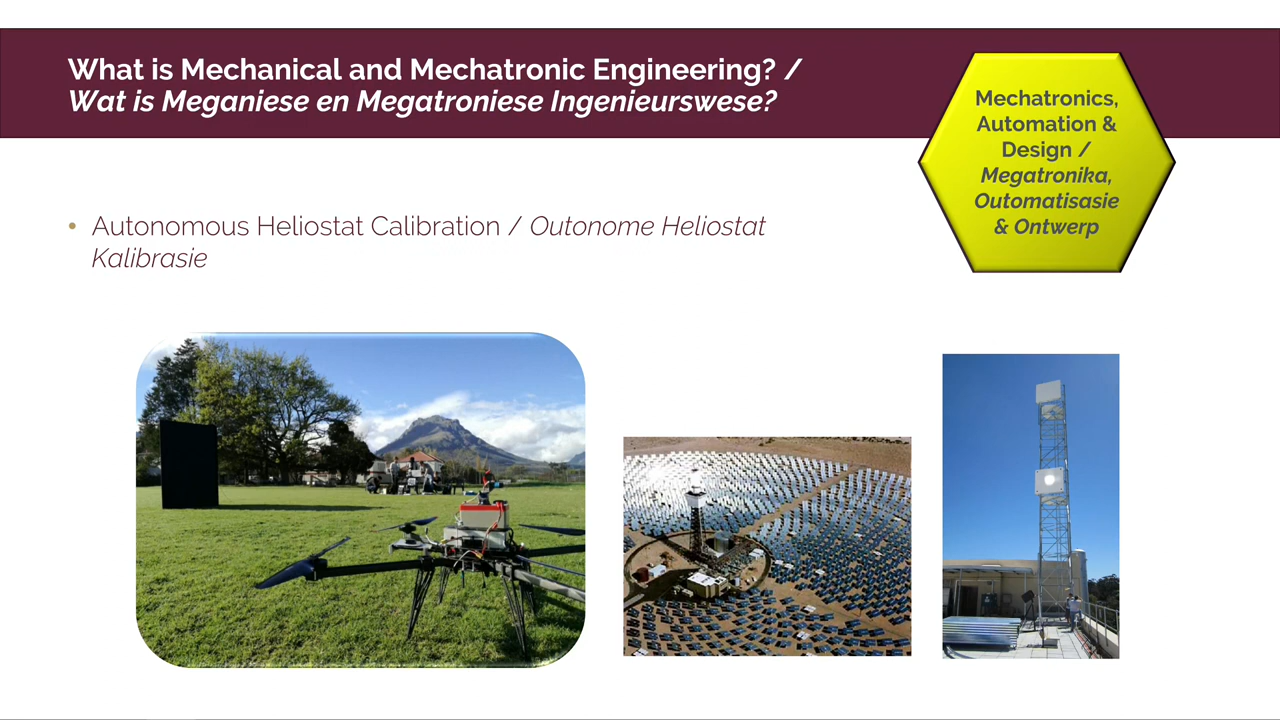 What is Mechanical and Mechatronic Engineering? /
Wat is Meganiese en Megatroniese Ingenieurswese?
Mechatronics,
Automation &
Design /
Megatronika,
Outomatisasie
& Ontwerp
• Autonomous Heliostat Calibration / Outonome Heliostat
Kalibrasie